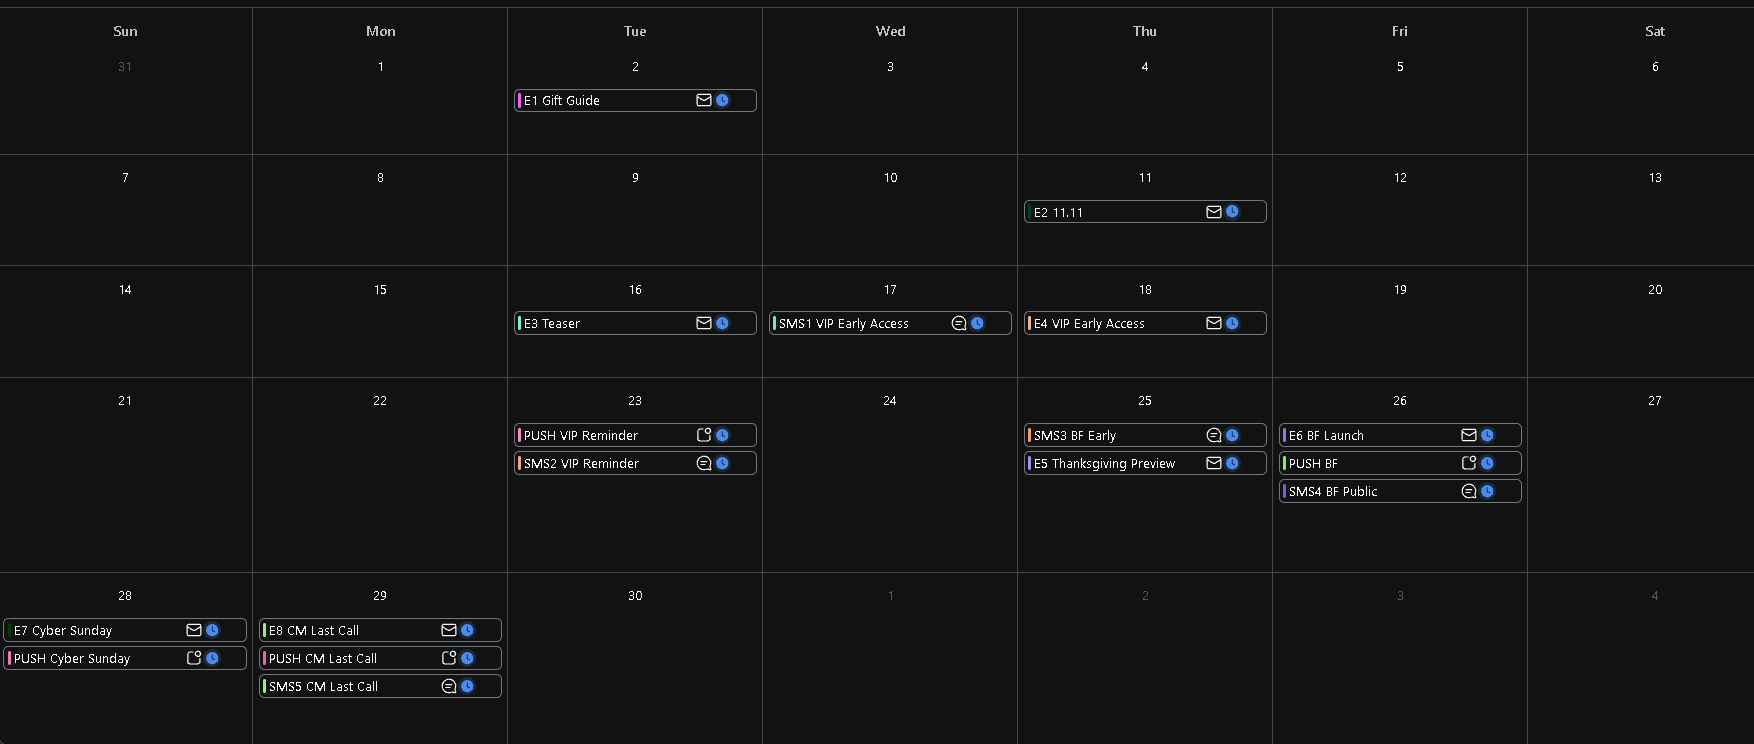 Sun Mon Tue Wed Thu Fri Sat
31 1 2 3 4 5 6
E1 Gift Guide
7 8 9 10 11 12 13
E2 11.11
14 15 16 17 18 19 20
E3 Teaser SMS1 VIP Early Access E4 VIP Early Access
21 22 23 24 25 26 27
PUSH VIP Reminder SMS3 BF Early E6 BF Launch
SMS2 VIP Reminder E5 Thanksgiving Preview PUSH BF
SMS4 BF Public
28 29 30 1 2 3 4
E7 Cyber Sunday E8 CM Last Call
PUSH Cyber Sunday PUSH CM Last Call
SMS5 CM Last Call